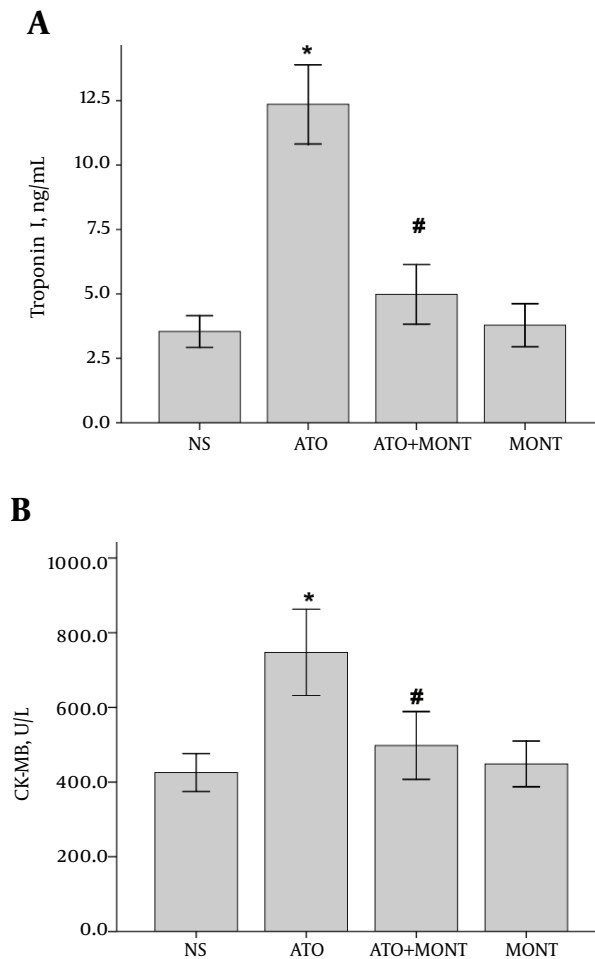 A
Troponin I, ng/mL
12.5
10.0
7.5
5.0
2.5
0.0
*
#
NS ATO ATO+MONT MONT
B
CK-MB, U/L
1000.0
800.0
600.0
400.0
200.0
0.0
*
#
NS ATO ATO+MONT MONT